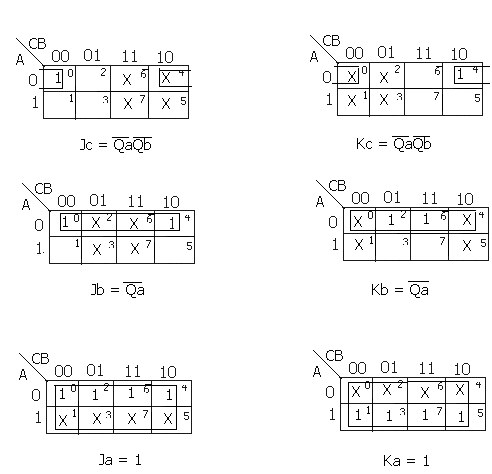 CB
A 00 01 11 10
0 1 0 2 X 6 X 4
1 1 3 X 7 X 5
Jc = Q̅a̅Q̅b̅
CB
A 00 01 11 10
0 X 0 X 2 6 1 4
1 X 1 X 3 7 5
Kc = Q̅a̅Q̅b̅
CB
A 00 01 11 10
0 1 0 X 2 X 6 1 4
1. 1 X 3 X 7 5
Jb = Q̅a̅
CB
A 00 01 11 10
0 X 0 1 2 1 6 X 4
1 X 1 3 7 X 5
Kb = Q̅a̅
CB
A 00 01 11 10
0 1 0 1 2 1 6 1 4
1 X 1 X 3 X 7 X 5
Ja = 1
CB
A 00 01 11 10
0 X 0 X 2 X 6 X 4
1 1 1 1 3 1 7 1 5
Ka = 1